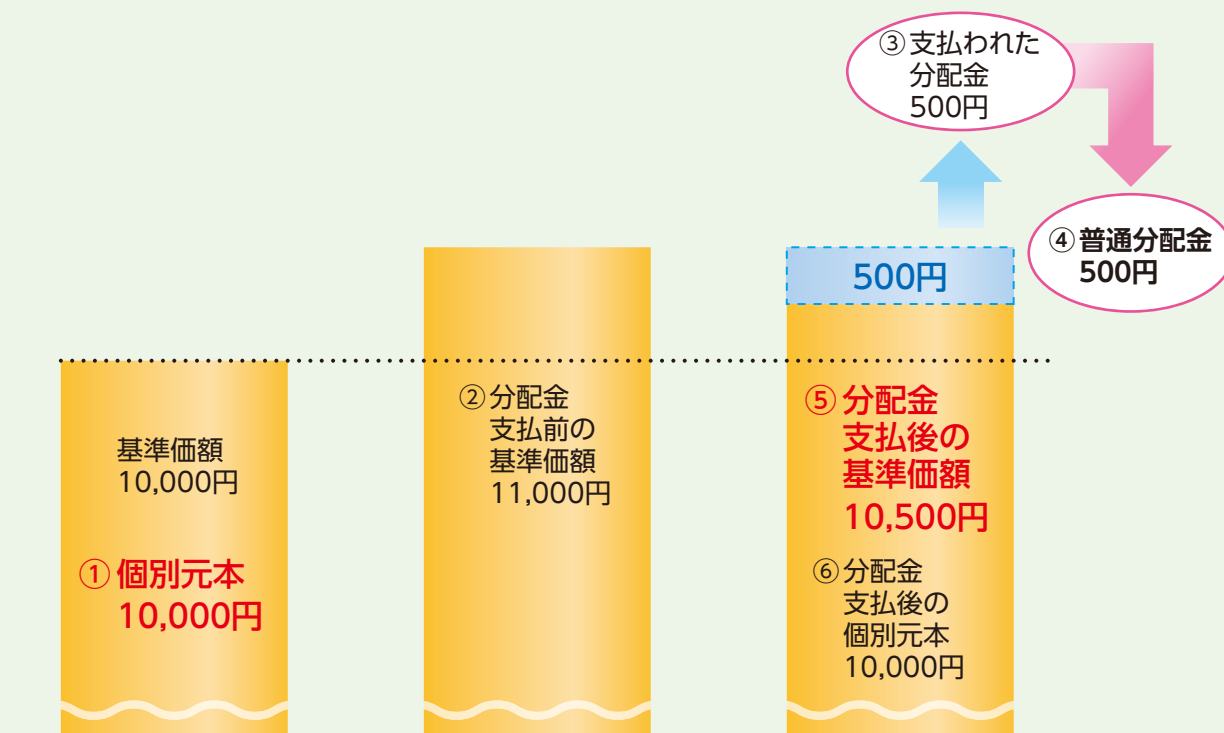 基準価額
10,000円
①個別元本
10,000円
②分配金
支払前の
基準価額
11,000円
③支払われた
分配金
500円
④普通分配金
500円
500円
⑤分配金
支払後の
基準価額
10,500円
⑥分配金
支払後の
個別元本
10,000円